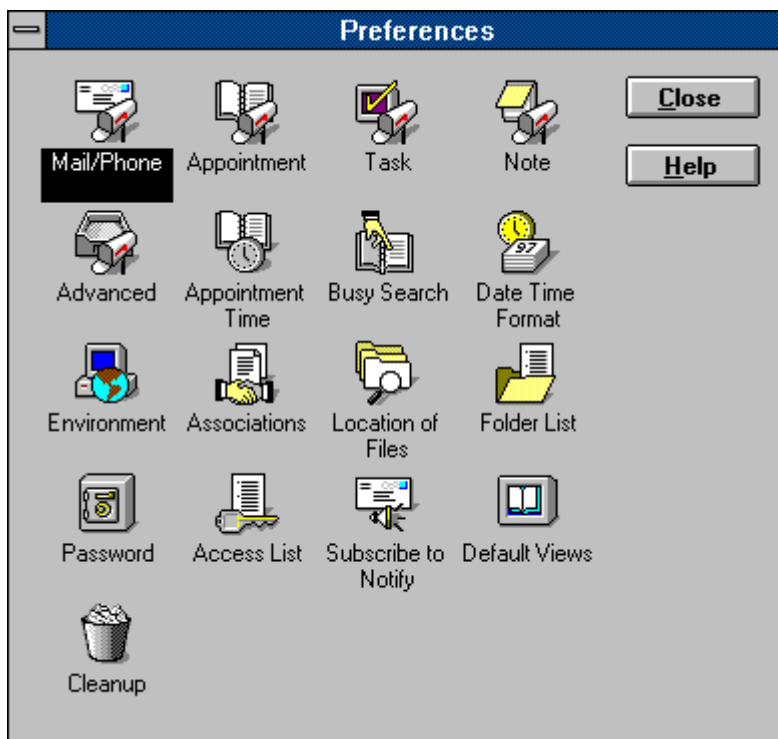 Preferences
Close
Help
Mail/Phone
Appointment
Task
Note
Advanced
Appointment
Time
Busy Search
97
Date Time
Format
Environment
Associations
Location of
Files
Folder List
Password
Access List
Subscribe to
Notify
Default Views
Cleanup